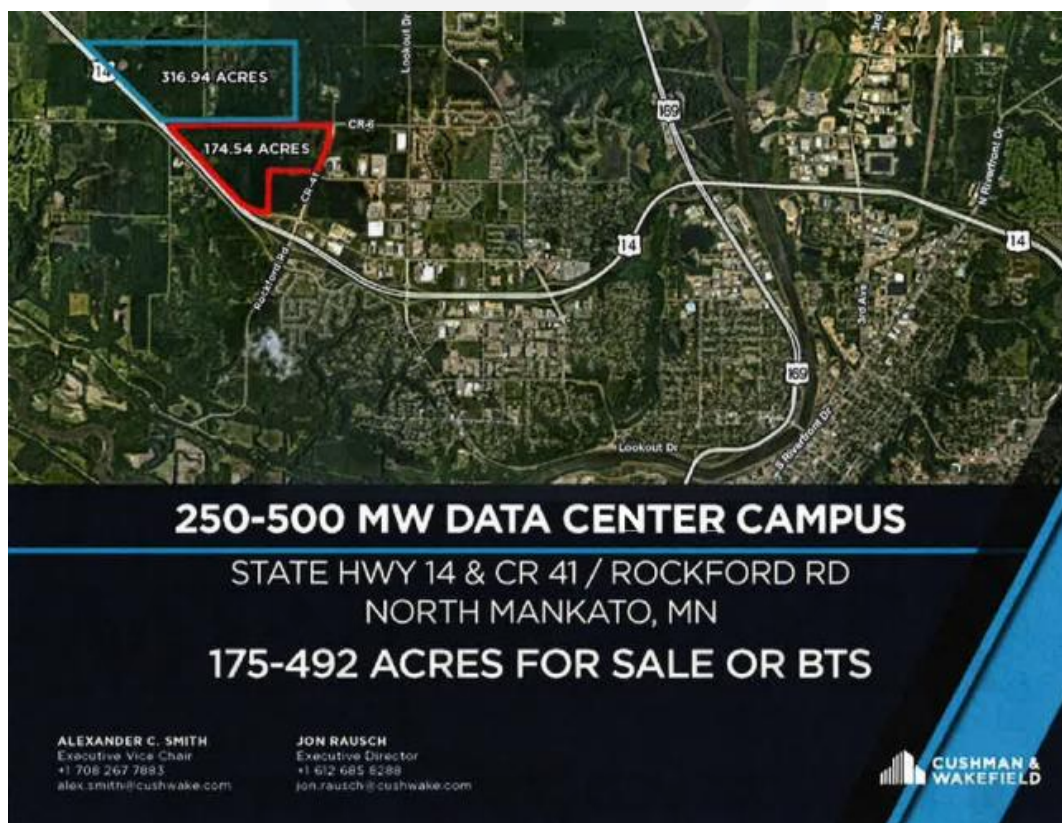 14
316.94 ACRES
Lookout Dr
CR-6
174.54 ACRES
CR-41
Rockford Rd
169
3rd
N Riverfront Dr
14
14
3rd Ave
169
Lookout Dr
S Riverfront Dr
250-500 MW DATA CENTER CAMPUS
STATE HWY 14 & CR 41 / ROCKFORD RD
NORTH MANKATO, MN
175-492 ACRES FOR SALE OR BTS
ALEXANDER C. SMITH
Executive Vice Chair
+1 708 267 7883
alex.smith@cushwake.com
JON RAUSCH
Executive Director
+1 612 685 8288
jon.rausch@cushwake.com
CUSHMAN &
WAKEFIELD